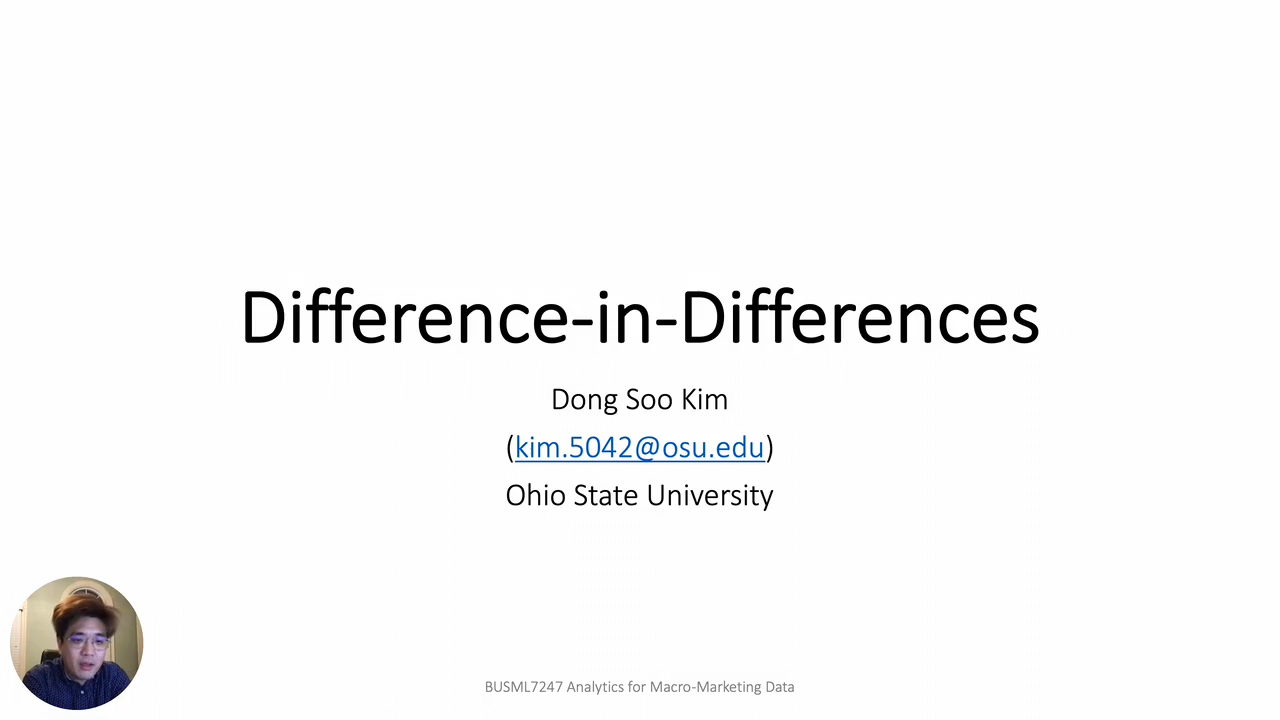 Difference-in-Differences
Dong Soo Kim
(kim.5042@osu.edu)
Ohio State University
BUSML7247 Analytics for Macro-Marketing Data